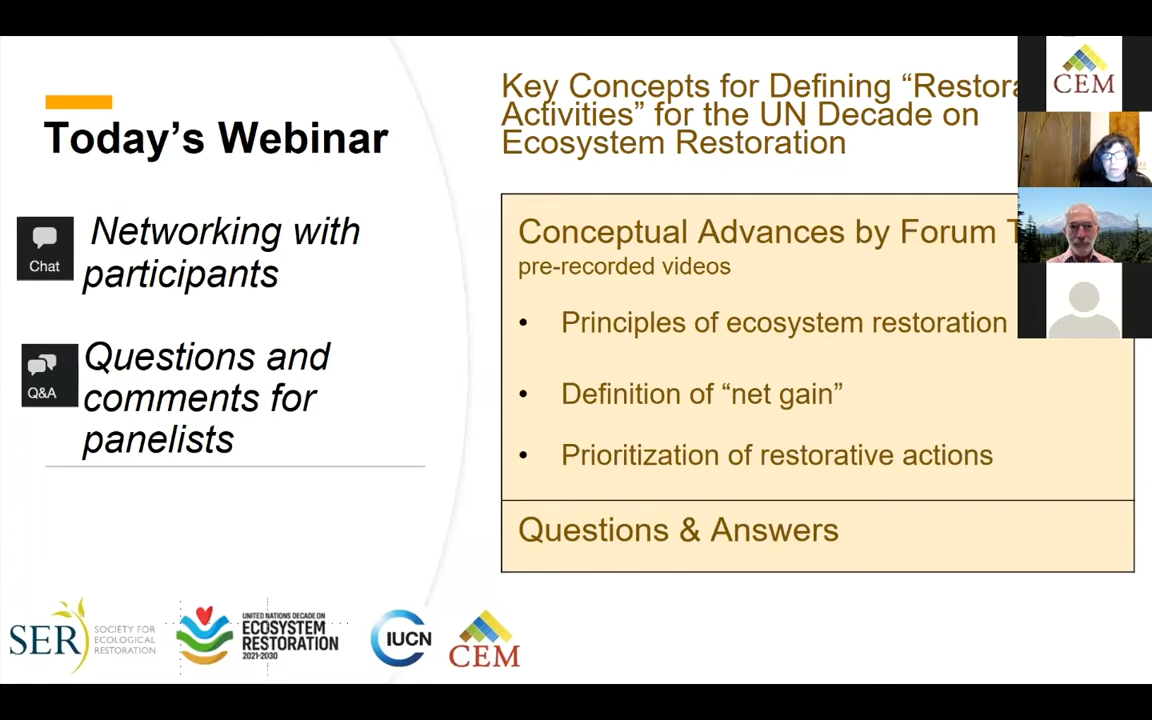 Today's Webinar
Chat
Networking with
participants
Q&A
Questions and
comments for
panelists
Key Concepts for Defining “Restora
Activities” for the UN Decade on
Ecosystem Restoration
Conceptual Advances by Forum T
pre-recorded videos
• Principles of ecosystem restoration
• Definition of “net gain”
• Prioritization of restorative actions
Questions & Answers
CEM
SER
SOCIETY FOR
ECOLOGICAL
RESTORATION
UNITED NATIONS DECADE ON
ECOSYSTEM
RESTORATION
2021-2030
IUCN
CEM